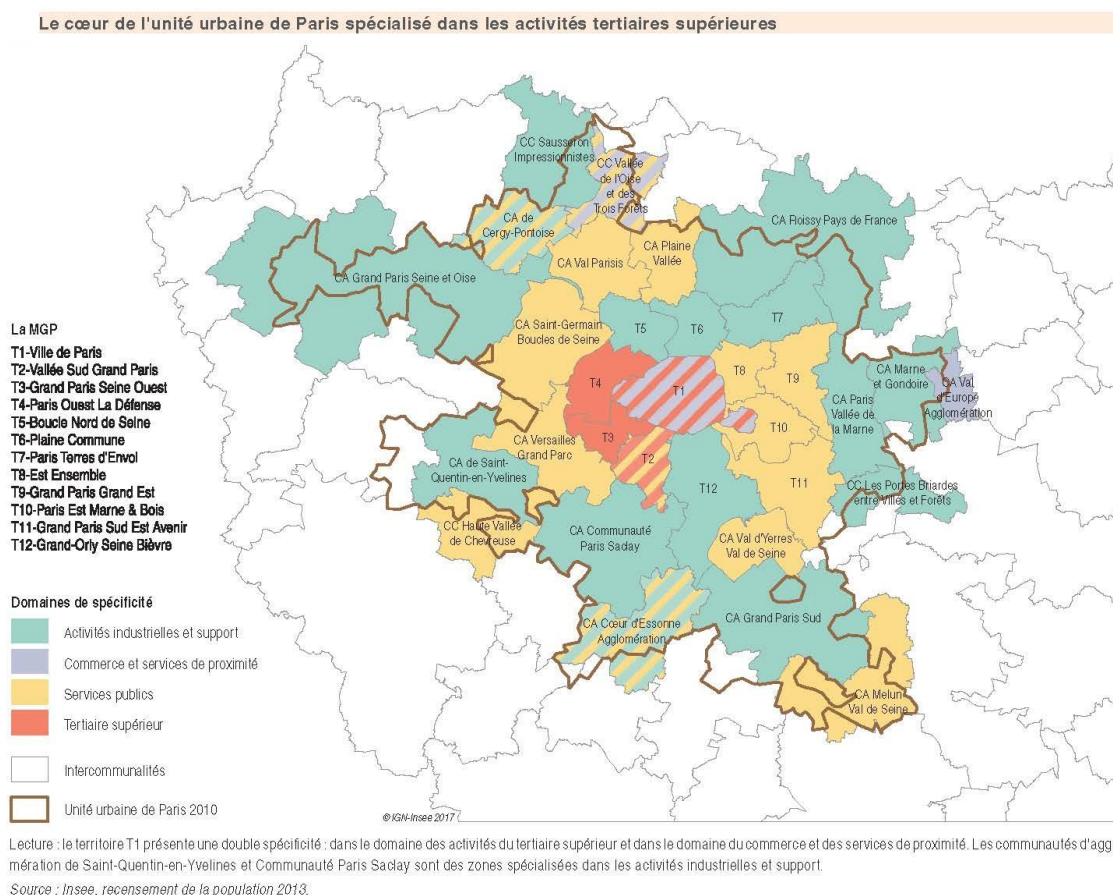 Le cœur de l'unité urbaine de Paris spécialisé dans les activités tertiaires supérieures
CC Sausseron
Impressionnistes
CC Vallée
de l'Oise
et des
Trois Forêts
CA de
Cergy-Pontoise
CA Roissy Pays de France
CA Plaine
Vallée
CA Val Parisis
CA Grand Paris Seine et Oise
CA Saint-Germain
Boucles de Seine
T5
T6
T7
T4
T1
T8
T9
CA Marne
et Gondoire
CA Val
d'Europe
Agglomération
CA Paris
Vallée de
la Marne
T10
T3
T2
CA Versailles
Grand Parc
CA de Saint-
Quentin-en-Yvelines
T12
T11
CC Les Portes Briardes
entre Villes et Forêts
CC Haute Vallée
de Chevreuse
CA Communauté
Paris Saclay
CA Val d'Yerres
Val de Seine
CA Cœur d'Essonne
Agglomération
CA Grand Paris Sud
CA Melun
Val de Seine
La MGP
T1-Ville de Paris
T2-Vallée Sud Grand Paris
T3-Grand Paris Seine Ouest
T4-Paris Ouest La Défense
T5-Boucle Nord de Seine
T6-Plaine Commune
T7-Paris Terres d'Envol
T8-Est Ensemble
T9-Grand Paris Grand Est
T10-Paris Est Marne & Bois
T11-Grand Paris Sud Est Avenir
T12-Grand-Orly Seine Bièvre
Domaines de spécificité
Activités industrielles et support
Commerce et services de proximité
Services publics
Tertiaire supérieur
Intercommunalités
Unité urbaine de Paris 2010
© IGN-Insee 2017
Lecture : le territoire T1 présente une double spécificité : dans le domaine des activités du tertiaire supérieur et dans le domaine du commerce et des services de proximité. Les communautés d'agg
mération de Saint-Quentin-en-Yvelines et Communauté Paris Saclay sont des zones spécialisées dans les activités industrielles et support.
Source : Insee, recensement de la population 2013.